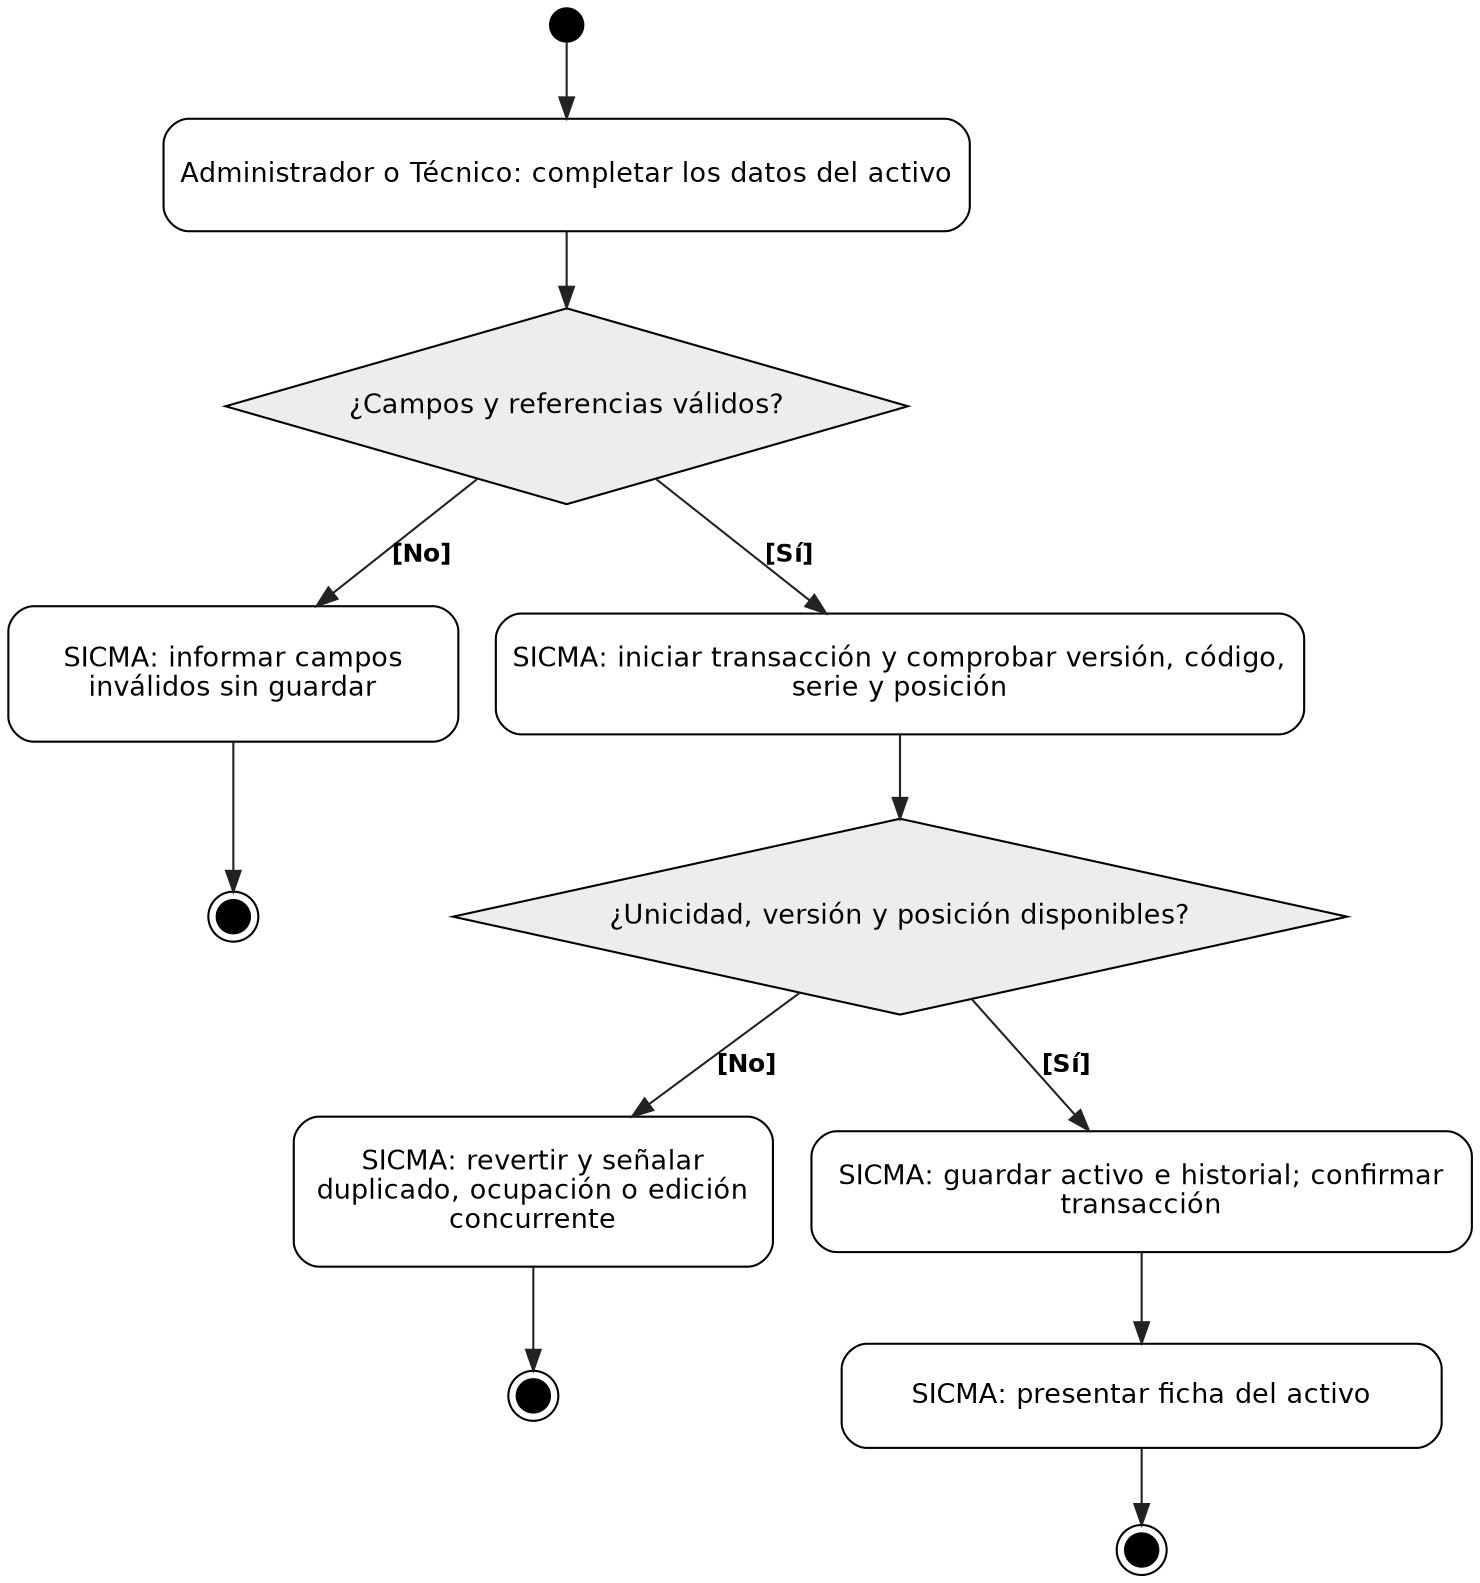 Administrador o Técnico: completar los datos del activo
¿Campos y referencias válidos?
[No]
[Sí]
SICMA: informar campos
inválidos sin guardar
SICMA: iniciar transacción y comprobar versión, código,
serie y posición
¿Unicidad, versión y posición disponibles?
[No]
[Sí]
SICMA: revertir y señalar
duplicado, ocupación o edición
concurrente
SICMA: guardar activo e historial; confirmar
transacción
SICMA: presentar ficha del activo